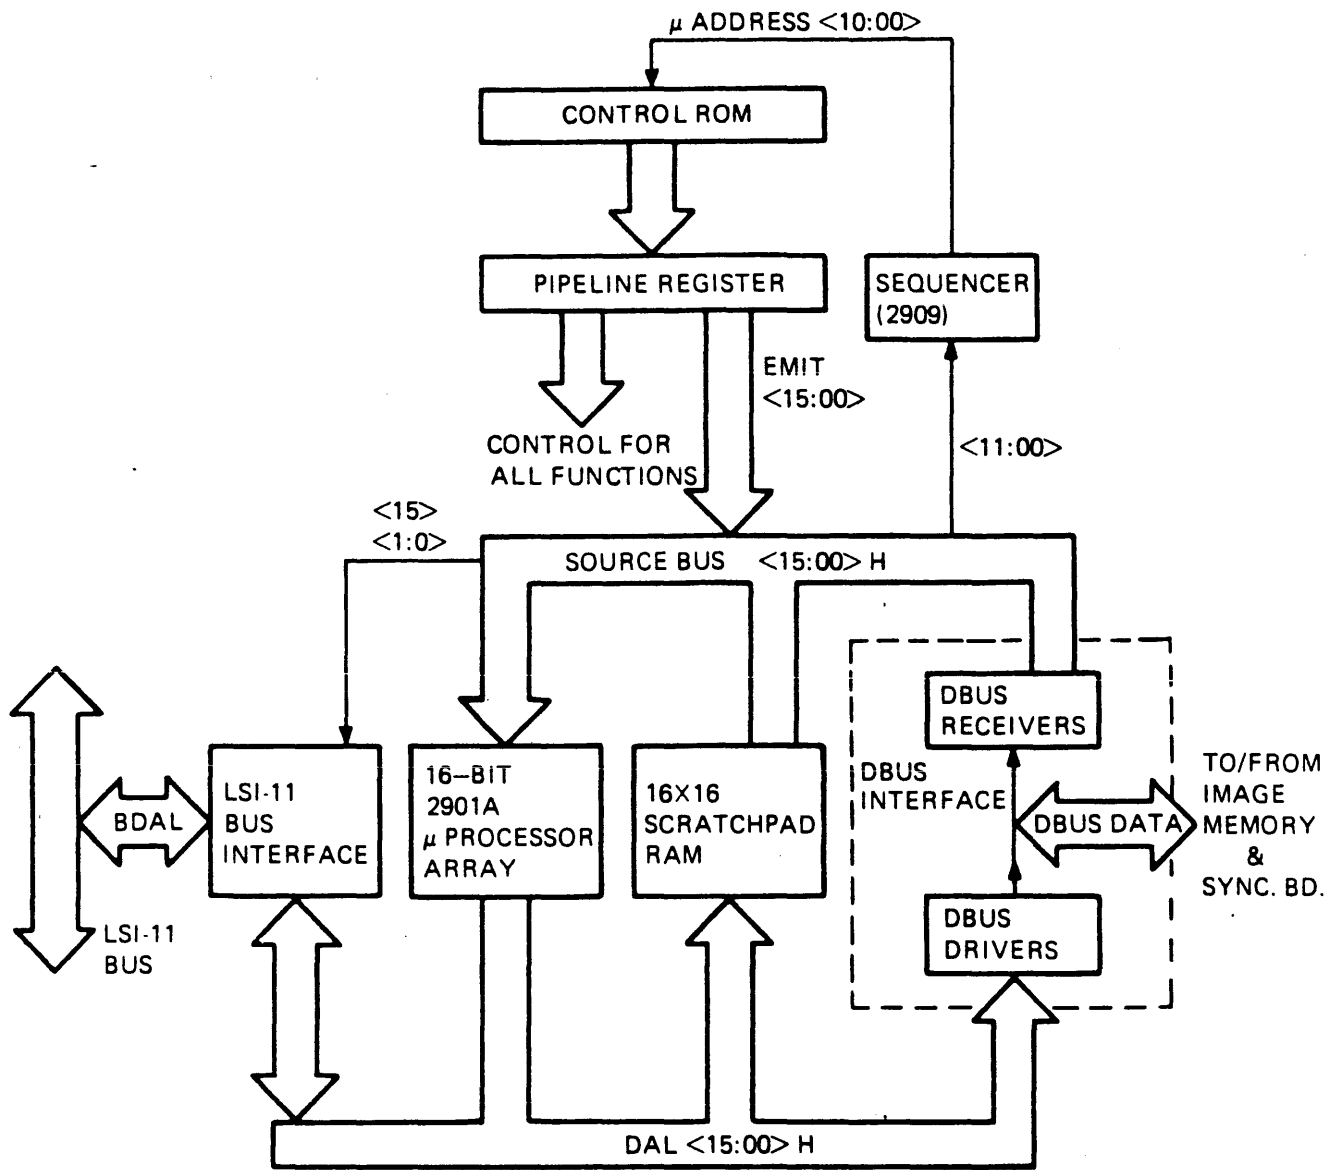 μ ADDRESS <10:00>
CONTROL ROM
PIPELINE REGISTER
SEQUENCER
(2909)
EMIT
<15:00>
CONTROL FOR
ALL FUNCTIONS
<11:00>
<15>
<1:0>
SOURCE BUS <15:00> H
DBUS
RECEIVERS
LSI-11
BUS
INTERFACE
16-BIT
2901A
μ PROCESSOR
ARRAY
16X16
SCRATCHPAD
RAM
DBUS
INTERFACE
BDAL
DBUS DATA
TO/FROM
IMAGE
MEMORY
&
SYNC. BD.
DBUS
DRIVERS
LSI-11
BUS
DAL <15:00> H